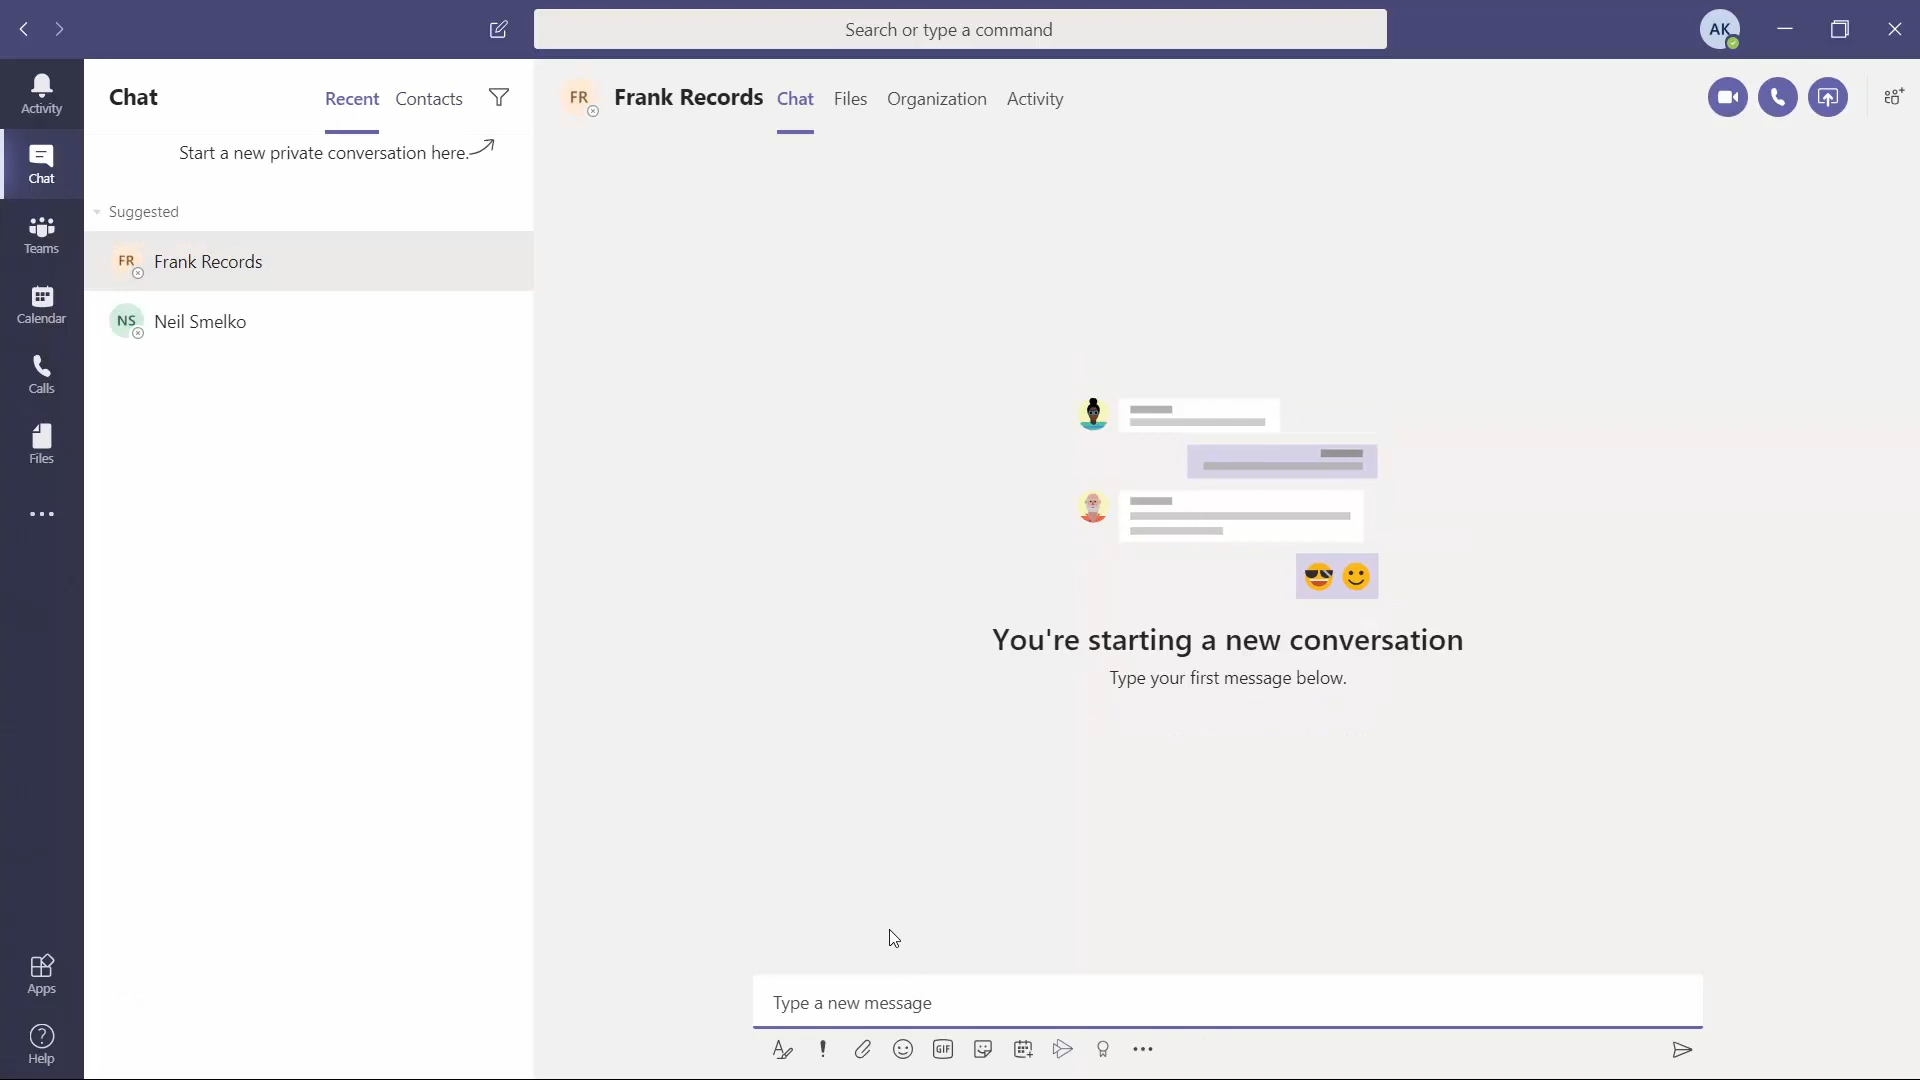 Search or type a command
AK
Activity
Chat
Teams
Calendar
Calls
Files
Apps
Help
Chat
Recent
Contacts
Start a new private conversation here.
Suggested
FR
Frank Records
NS
Neil Smelko
FR
Frank Records
Chat
Files
Organization
Activity
You're starting a new conversation
Type your first message below.
Type a new message
GIF